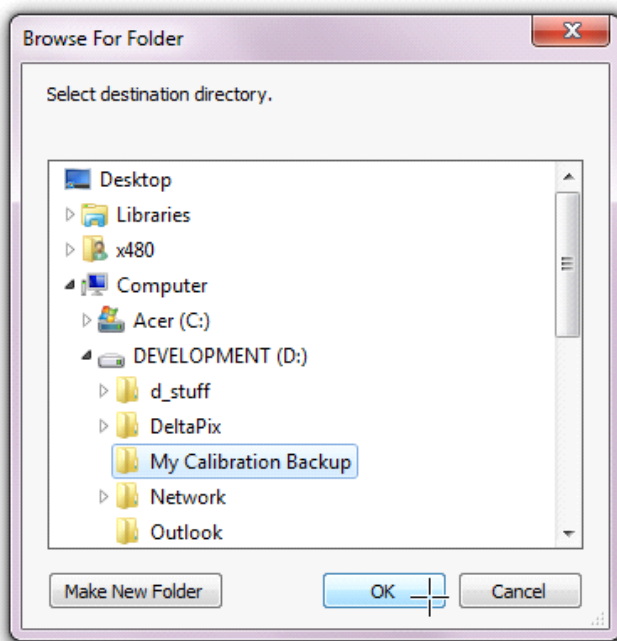 Browse For Folder
Select destination directory.
Desktop
Libraries
x480
Computer
Acer (C:)
DEVELOPMENT (D:)
d_stuff
DeltaPix
My Calibration Backup
Network
Outlook
Make New Folder OK Cancel